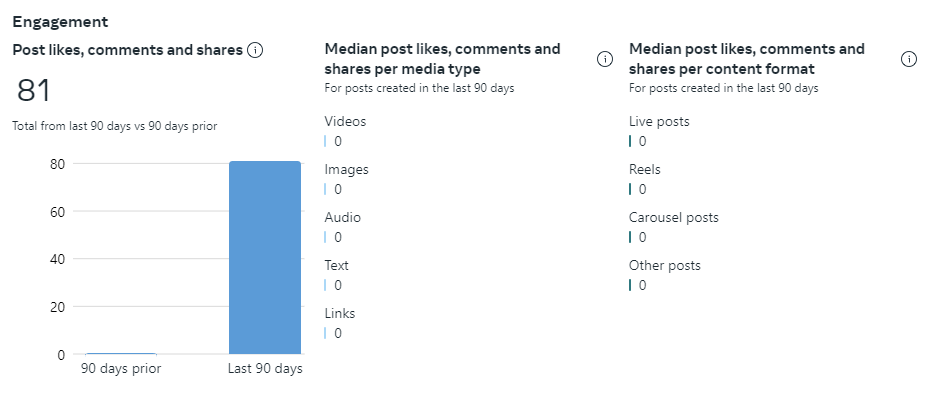 Engagement
Post likes, comments and shares
81
Total from last 90 days vs 90 days prior
80
60
40
20
0
90 days prior
Last 90 days
Median post likes, comments and
shares per media type
For posts created in the last 90 days
Videos
0
Images
0
Audio
0
Text
0
Links
0
Median post likes, comments and
shares per content format
For posts created in the last 90 days
Live posts
0
Reels
0
Carousel posts
0
Other posts
0